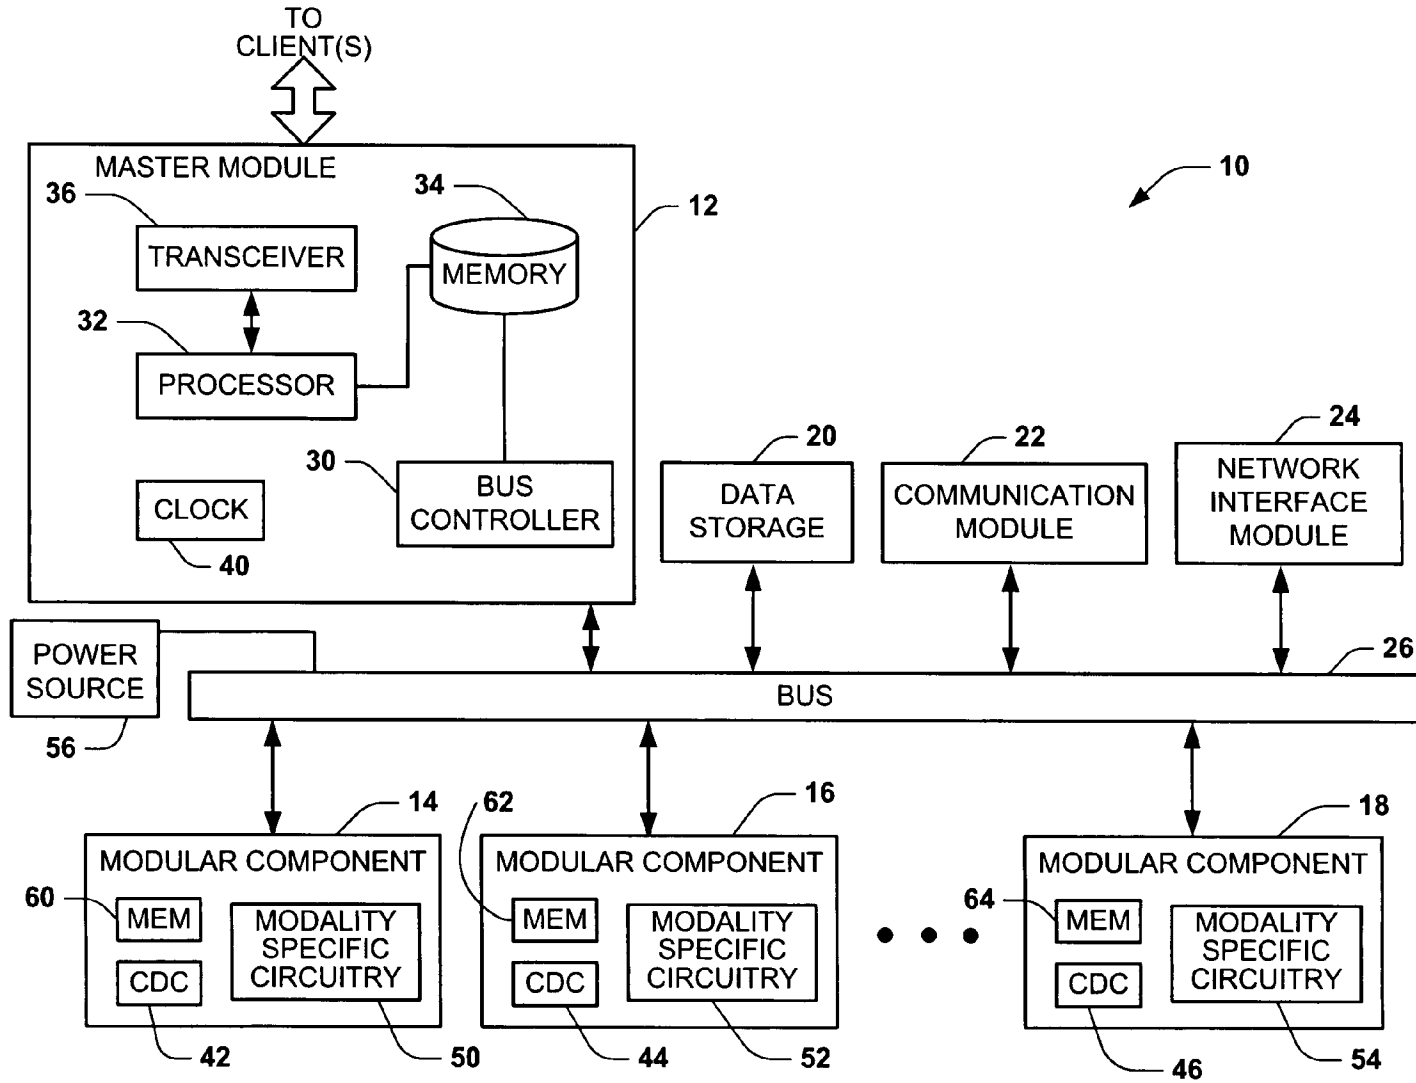 TO
CLIENT(S)
MASTER MODULE
36
34
12
10
TRANSCEIVER
MEMORY
32
PROCESSOR
30
20
22
24
CLOCK
40
BUS
CONTROLLER
DATA
STORAGE
COMMUNICATION
MODULE
NETWORK
INTERFACE
MODULE
POWER
SOURCE
56
26
BUS
14
62
16
18
MODULAR COMPONENT
60
MEM
CDC
MODALITY
SPECIFIC
CIRCUITRY
42
50
MODULAR COMPONENT
MEM
CDC
MODALITY
SPECIFIC
CIRCUITRY
44
52
MODULAR COMPONENT
64
MEM
CDC
MODALITY
SPECIFIC
CIRCUITRY
46
54